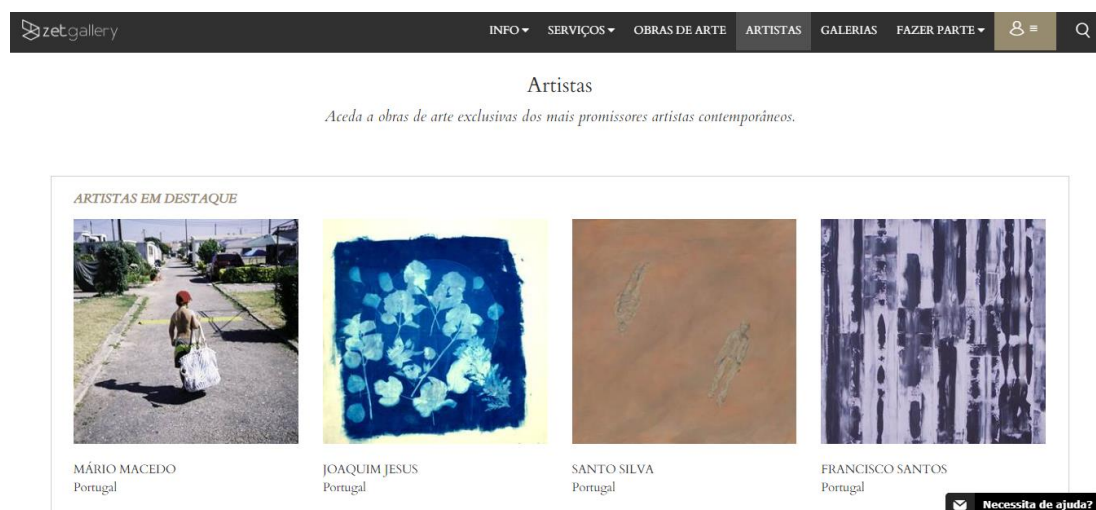 zetgallery
INFO SERVIÇOS OBRAS DE ARTE ARTISTAS GALERIAS FAZER PARTE
Artistas
Aceda a obras de arte exclusivas dos mais promissores artistas contemporâneos.
ARTISTAS EM DESTAQUE
MÁRIO MACEDO JOAQUIM JESUS SANTO SILVA FRANCISCO SANTOS
Portugal Portugal Portugal Portugal
Necessita de ajuda?